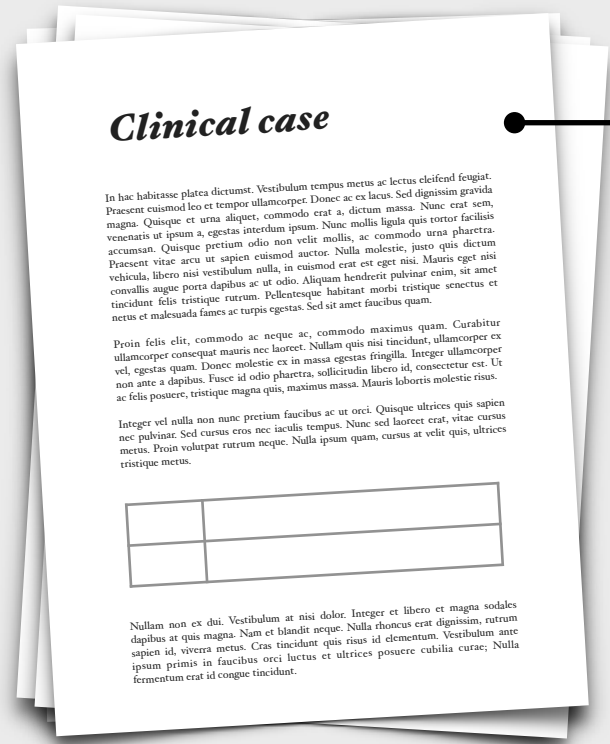 Clinical case
In hac habitasse platea dictumst. Vestibulum tempus metus ac lectus eleifend feugiat.
Praesent euismod leo et tempor ullamcorper. Donec ac ex lacus. Sed dignissim gravida
magna. Quisque et urna aliquet, commodo erat a, dictum massa. Nunc erat sem,
venenatis ut ipsum a, egestas interdum ipsum. Nunc mollis ligula quis tortor facilisis
accumsan. Quisque pretium odio non velit mollis, ac commodo urna pharetra.
Praesent vitae arcu ut sapien euismod auctor. Nulla molestie, justo quis dictum
vehicula, libero nisi vestibulum nulla, in euismod erat est eget nisi. Mauris eget nisi
convallis augue porta dapibus ac ut odio. Aliquam hendrerit pulvinar enim, sit amet
tincidunt felis tristique rutrum. Pellentesque habitant morbi tristique senectus et
netus et malesuada fames ac turpis egestas. Sed sit amet faucibus quam.
Proin felis elit, commodo ac neque ac, commodo maximus quam. Curabitur
ullamcorper consequat mauris nec laoreet. Nullam quis nisi tincidunt, ullamcorper ex
vel, egestas quam. Donec molestie ex in massa egestas fringilla. Integer ullamcorper
non ante a dapibus. Fusce id odio pharetra, sollicitudin libero id, consectetur est. Ut
ac felis posuere, tristique magna quis, maximus massa. Mauris lobortis molestie risus.
Integer vel nulla non nunc pretium faucibus ac ut orci. Quisque ultrices quis sapien
nec pulvinar. Sed cursus eros nec iaculis tempus. Nunc sed laoreet erat, vitae cursus
metus. Proin volutpat rutrum neque. Nulla ipsum quam, cursus at velit quis, ultrices
tristique metus.
Nullam non ex dui. Vestibulum at nisi dolor. Integer et libero et magna sodales
dapibus at quis magna. Nam et blandit neque. Nulla rhoncus erat dignissim, rutrum
sapien id, viverra metus. Cras tincidunt quis risus id elementum. Vestibulum ante
ipsum primis in faucibus orci luctus et ultrices posuere cubilia curae; Nulla
fermentum erat id congue tincidunt.